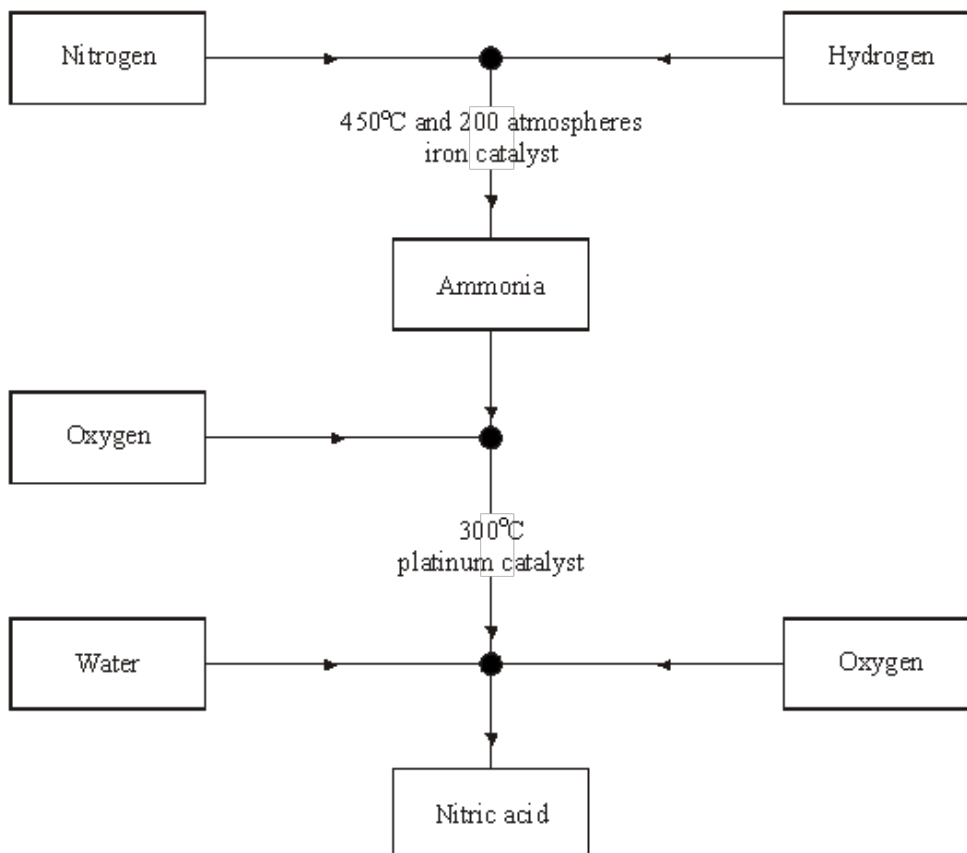 Nitrogen
Hydrogen
450°C and 200 atmospheres
iron catalyst
Ammonia
Oxygen
300°C
platinum catalyst
Water
Oxygen
Nitric acid